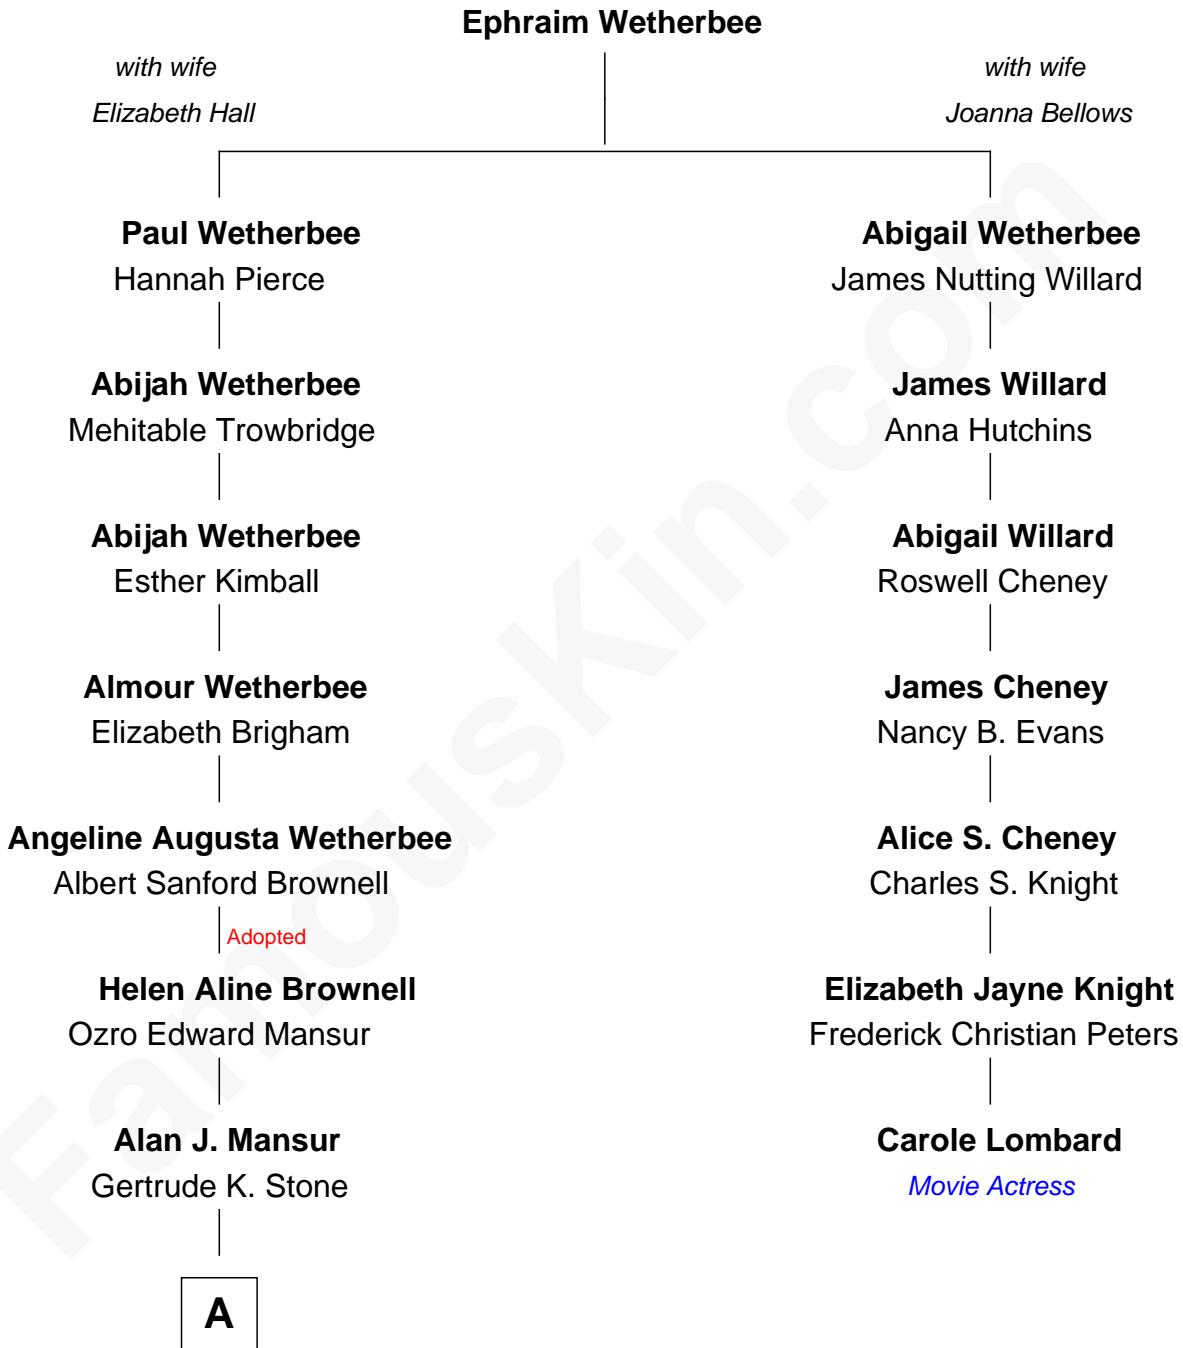 Ephraim Wetherbee
with wife
Elizabeth Hall
with wife
Joanna Bellows
Paul Wetherbee
Hannah Pierce
Abigail Wetherbee
James Nutting Willard
Abijah Wetherbee
Mehitable Trowbridge
James Willard
Anna Hutchins
Abijah Wetherbee
Esther Kimball
Abigail Willard
Roswell Cheney
Almour Wetherbee
Elizabeth Brigham
James Cheney
Nancy B. Evans
Angeline Augusta Wetherbee
Albert Sanford Brownell
Alice S. Cheney
Charles S. Knight
Adopted
Helen Aline Brownell
Ozro Edward Mansur
Elizabeth Jayne Knight
Frederick Christian Peters
Alan J. Mansur
Gertrude K. Stone
Carole Lombard
Movie Actress
A
FamousKin.com